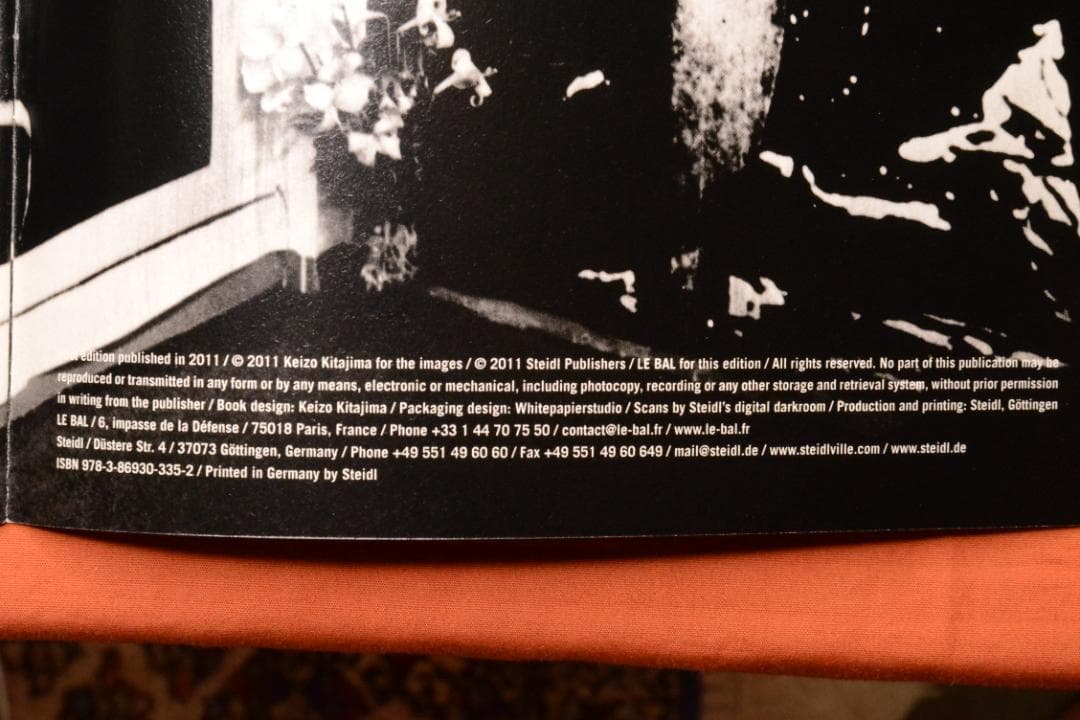 edition published in 2011 / © 2011 Keizo Kitajima for the images / © 2011 Steidl Publishers / LE BAL for this edition / All rights reserved. No part of this publication may be
reproduced or transmitted in any form or by any means, electronic or mechanical, including photocopy, recording or any other storage and retrieval system, without prior permission
in writing from the publisher / Book design: Keizo Kitajima / Packaging design: Whitepapierstudio / Scans by Steidl's digital darkroom / Production and printing: Steidl, Göttingen
LE BAL / 6, impasse de la Défense / 75018 Paris, France / Phone +33 1 44 70 75 50 / contact@le-bal.fr / www.le-bal.fr
Steidl / Düstere Str. 4 / 37073 Göttingen, Germany / Phone +49 551 49 60 60 / Fax +49 551 49 60 649 / mail@steidl.de / www.steidlville.com / www.steidl.de
ISBN 978-3-86930-335-2 / Printed in Germany by Steidl